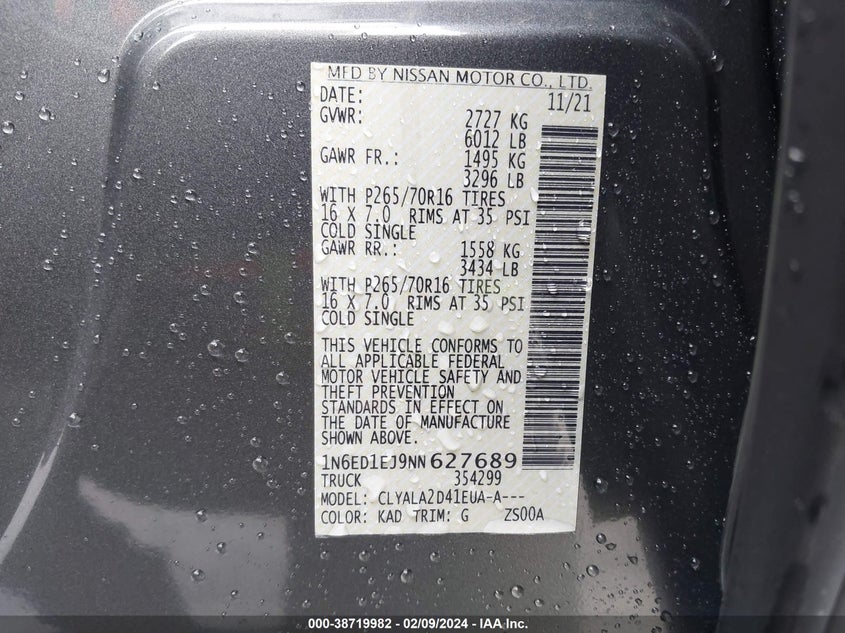 MFD BY NISSAN MOTOR CO., LTD.
DATE: 11/21
GVWR: 2727 KG
6012 LB
GAWR FR.: 1495 KG
3296 LB
WITH P265/70R16 TIRES
16 X 7.0 RIMS AT 35 PSI
COLD SINGLE
GAWR RR.: 1558 KG
3434 LB
WITH P265/70R16 TIRES
16 X 7.0 RIMS AT 35 PSI
COLD SINGLE
THIS VEHICLE CONFORMS TO
ALL APPLICABLE FEDERAL
MOTOR VEHICLE SAFETY AND
THEFT PREVENTION
STANDARDS IN EFFECT ON
THE DATE OF MANUFACTURE
SHOWN ABOVE.
1N6ED1EJ9NN627689
TRUCK 354299
MODEL: CLYALA2D41EUA-A---
COLOR: KAD TRIM: G ZS00A
000-38719982 / 02/09/2024 / IAA Inc.